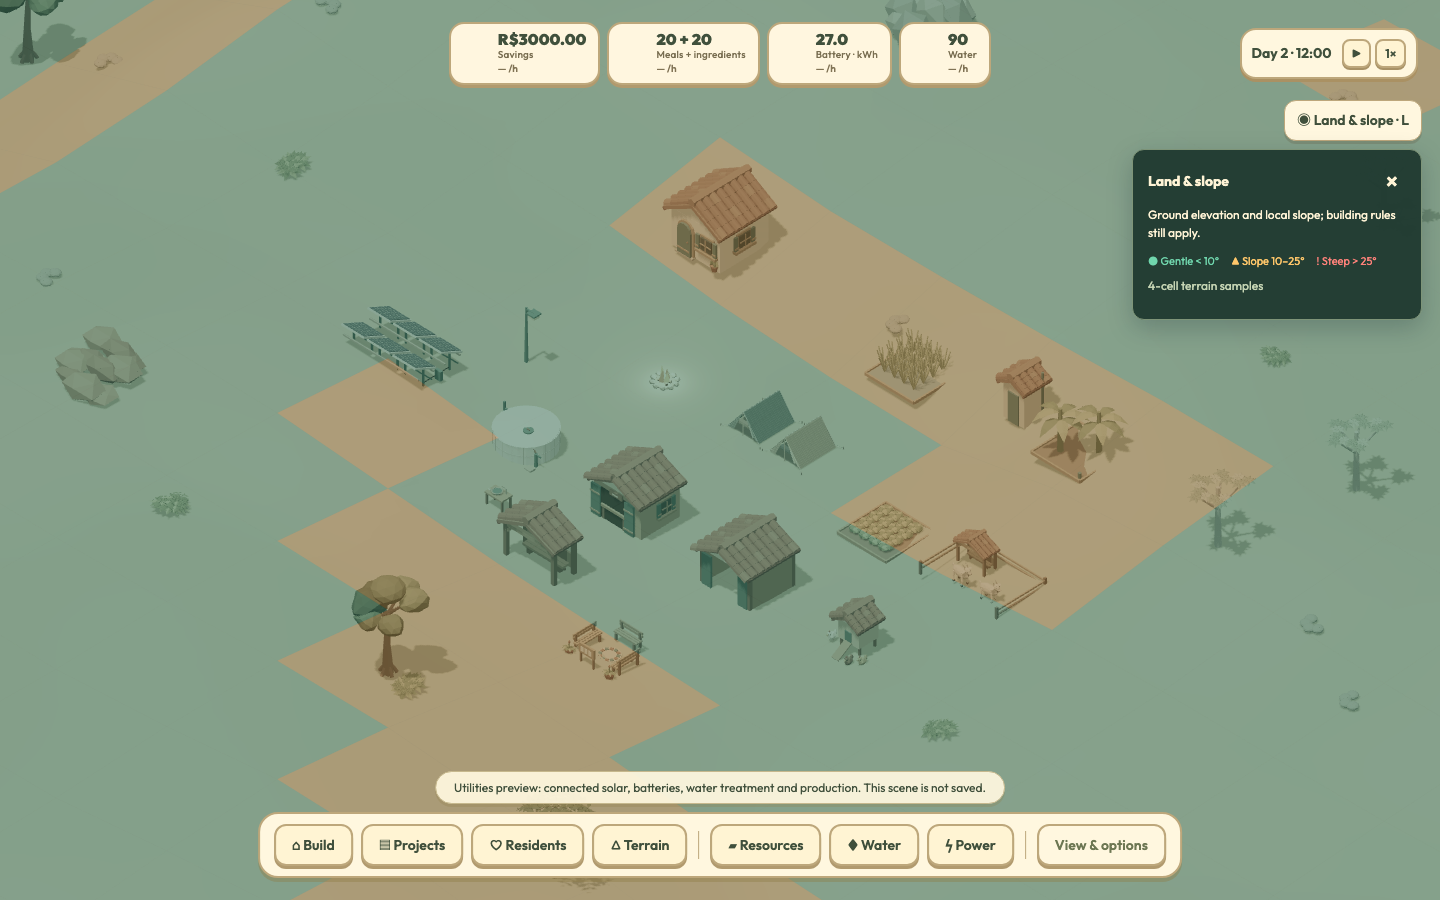 R$3000.00
Savings
— /h
20 + 20
Meals + ingredients
— /h
27.0
Battery · kWh
— /h
90
Water
— /h
Day 2 · 12:00
1×
Land & slope · L
Land & slope
Ground elevation and local slope; building rules
still apply.
Gentle < 10°
Slope 10–25°
! Steep > 25°
4-cell terrain samples
Utilities preview: connected solar, batteries, water treatment and production. This scene is not saved.
Build
Projects
Residents
Terrain
Resources
Water
Power
View & options